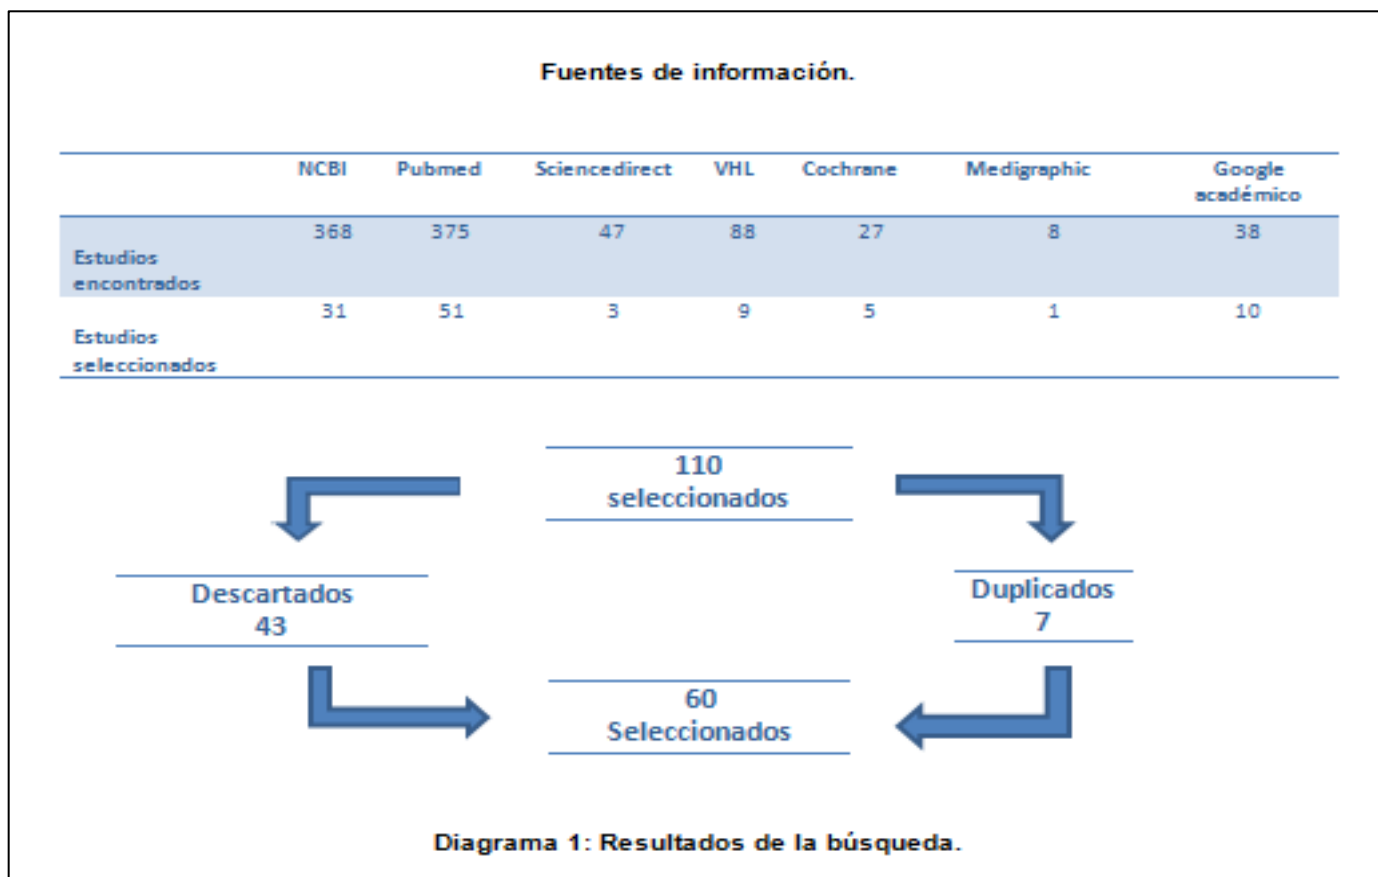 Fuentes de información.
NCBI Pubmed Sciencedirect VHL Cochrane Medigraphic Google académico
Estudios encontrados 368 375 47 88 27 8 38
Estudios seleccionados 31 51 3 9 5 1 10
110
seleccionados
Descartados
43
Duplicados
7
60
Seleccionados
Diagrama 1: Resultados de la búsqueda.